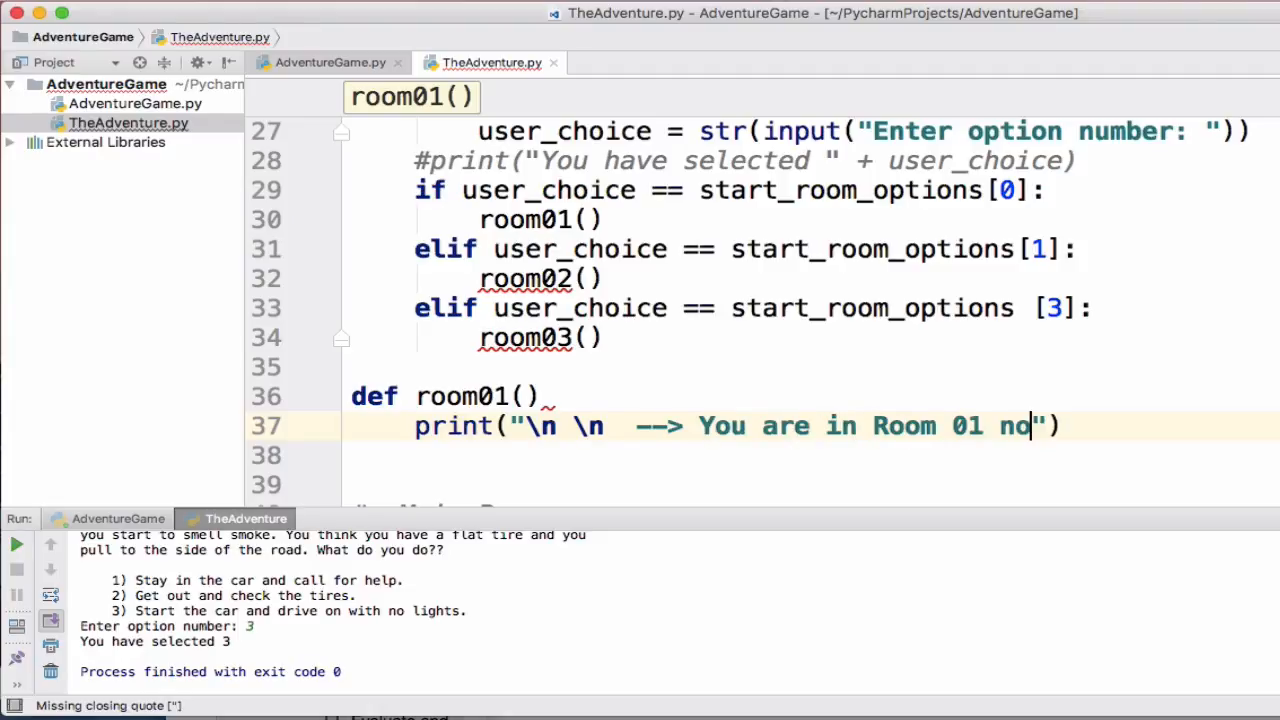 TheAdventure.py - AdventureGame - [~/PycharmProjects/AdventureGame]
AdventureGame TheAdventure.py
Project AdventureGame.py TheAdventure.py
AdventureGame ~/Pycharm
AdventureGame.py
TheAdventure.py
External Libraries
room01()
27 user_choice = str(input("Enter option number: "))
28 #print("You have selected " + user_choice)
29 if user_choice == start_room_options[0]:
30 room01()
31 elif user_choice == start_room_options[1]:
32 room02()
33 elif user_choice == start_room_options [3]:
34 room03()
35
36 def room01()
37 print("\n \n  --> You are in Room 01 no")
38
39
Run: AdventureGame TheAdventure
you start to smell smoke. You think you have a flat tire and you
pull to the side of the road. What do you do??
1) Stay in the car and call for help.
2) Get out and check the tires.
3) Start the car and drive on with no lights.
Enter option number: 3
You have selected 3
Process finished with exit code 0
Missing closing quote ["]